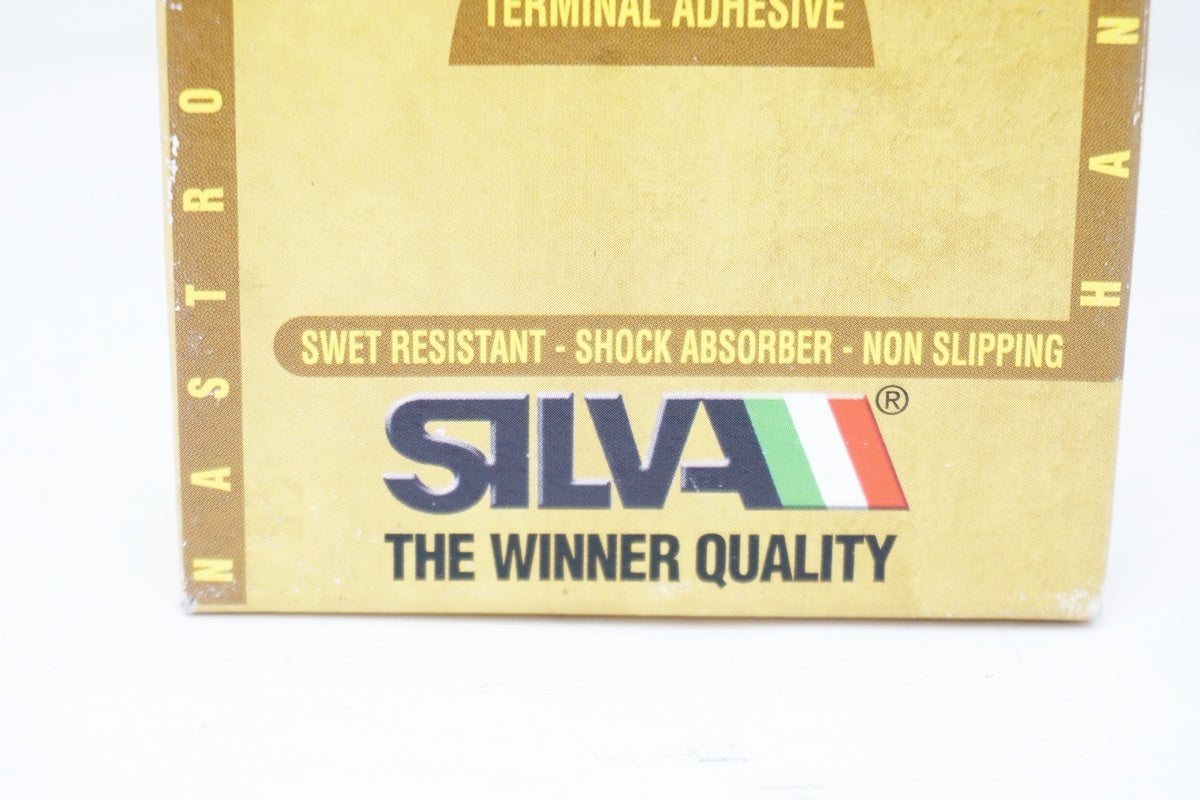 TERMINAL ADHESIVE
NASTRO
HAN
SWET RESISTANT - SHOCK ABSORBER - NON SLIPPING
SILVA®
THE WINNER QUALITY